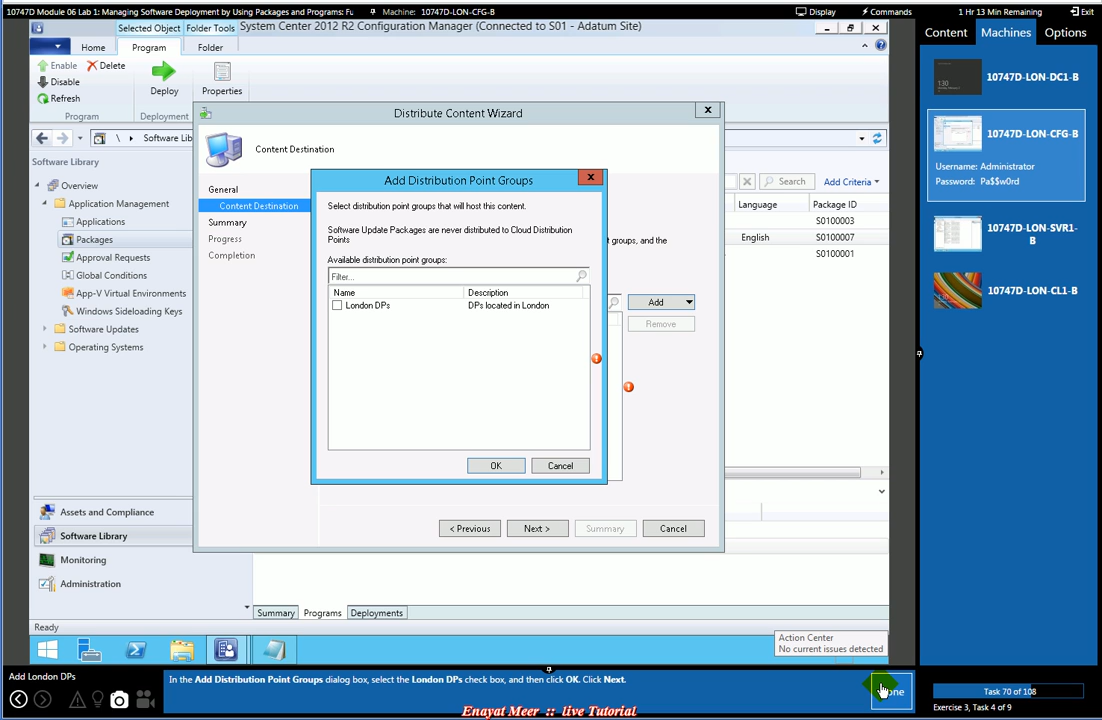 10747D Module 06 Lab 1: Managing Software Deployment by Using Packages and Programs: Fu Machine: 10747D-LON-CFG-B Display Commands 1 Hr 13 Min Remaining Exit
Selected Object Folder Tools System Center 2012 R2 Configuration Manager (Connected to S01 - Adatum Site)
Home Program Folder
Enable Delete
Disable
Refresh
Deploy
Properties
Program
Deployment
\ Software Lib
Software Library
Overview
Application Management
Applications
Packages
Approval Requests
Global Conditions
App-V Virtual Environments
Windows Sideloading Keys
Software Updates
Operating Systems
Assets and Compliance
Software Library
Monitoring
Administration
Ready
Distribute Content Wizard
Content Destination
General
Content Destination
Summary
Progress
Completion
t groups, and the
Add
Remove
Add Distribution Point Groups
Select distribution point groups that will host this content.
Software Update Packages are never distributed to Cloud Distribution
Points
Available distribution point groups:
Filter...
Name Description
London DPs DPs located in London
OK Cancel
< Previous Next > Summary Cancel
Search Add Criteria
Language Package ID
S0100003
English S0100007
S0100001
Summary Programs Deployments
Action Center
No current issues detected
Content Machines Options
10747D-LON-DC1-B
10747D-LON-CFG-B
Username: Administrator
Password: Pa$$w0rd
10747D-LON-SVR1-
B
10747D-LON-CL1-B
Add London DPs
In the Add Distribution Point Groups dialog box, select the London DPs check box, and then click OK. Click Next.
Task 70 of 108
Exercise 3, Task 4 of 9
Enayat Meer :: live Tutorial